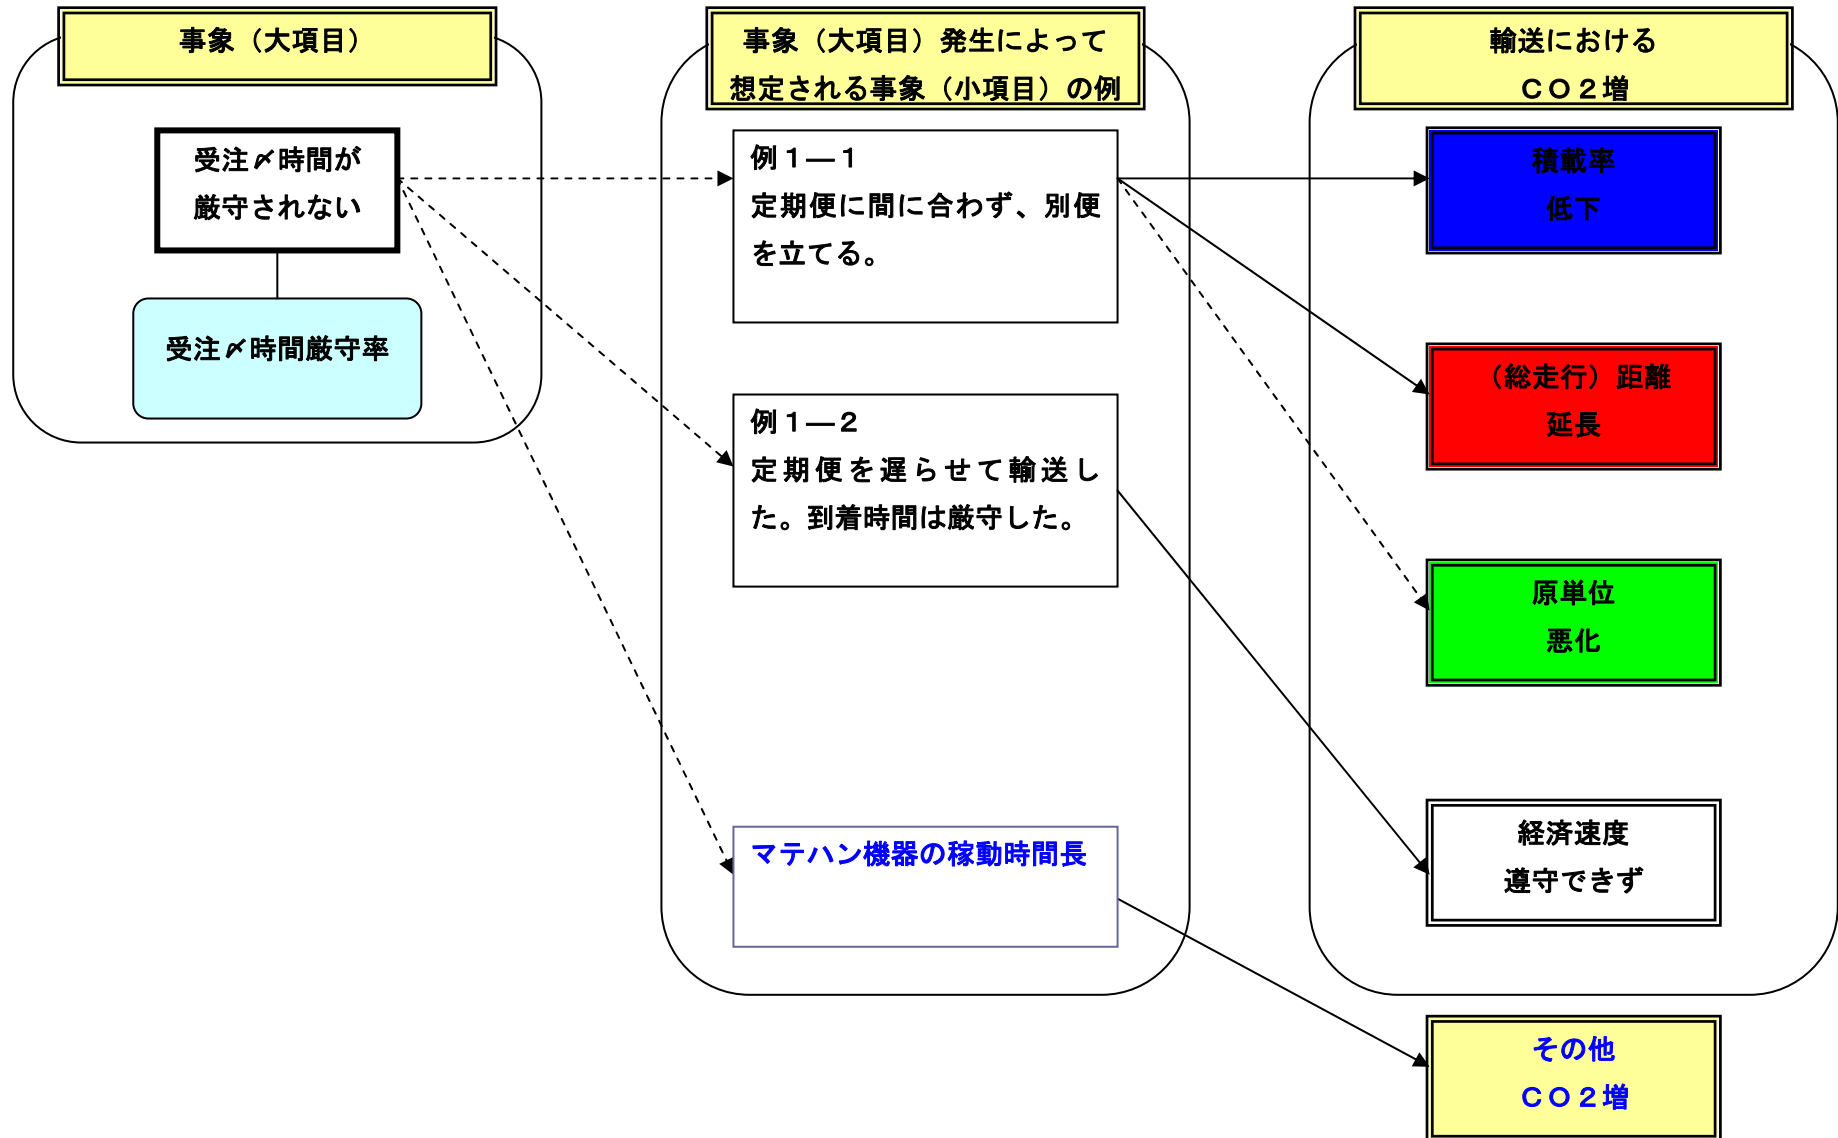 事象（大項目）
受注〆時間が
厳守されない
受注〆時間厳守率
事象（大項目）発生によって
想定される事象（小項目）の例
例１―１
定期便に間に合わず、別便
を立てる。
例１―２
定期便を遅らせて輸送し
た。到着時間は厳守した。
マテハン機器の稼動時間長
輸送における
ＣＯ２増
積載率
低下
（総走行）距離
延長
原単位
悪化
経済速度
遵守できず
その他
ＣＯ２増